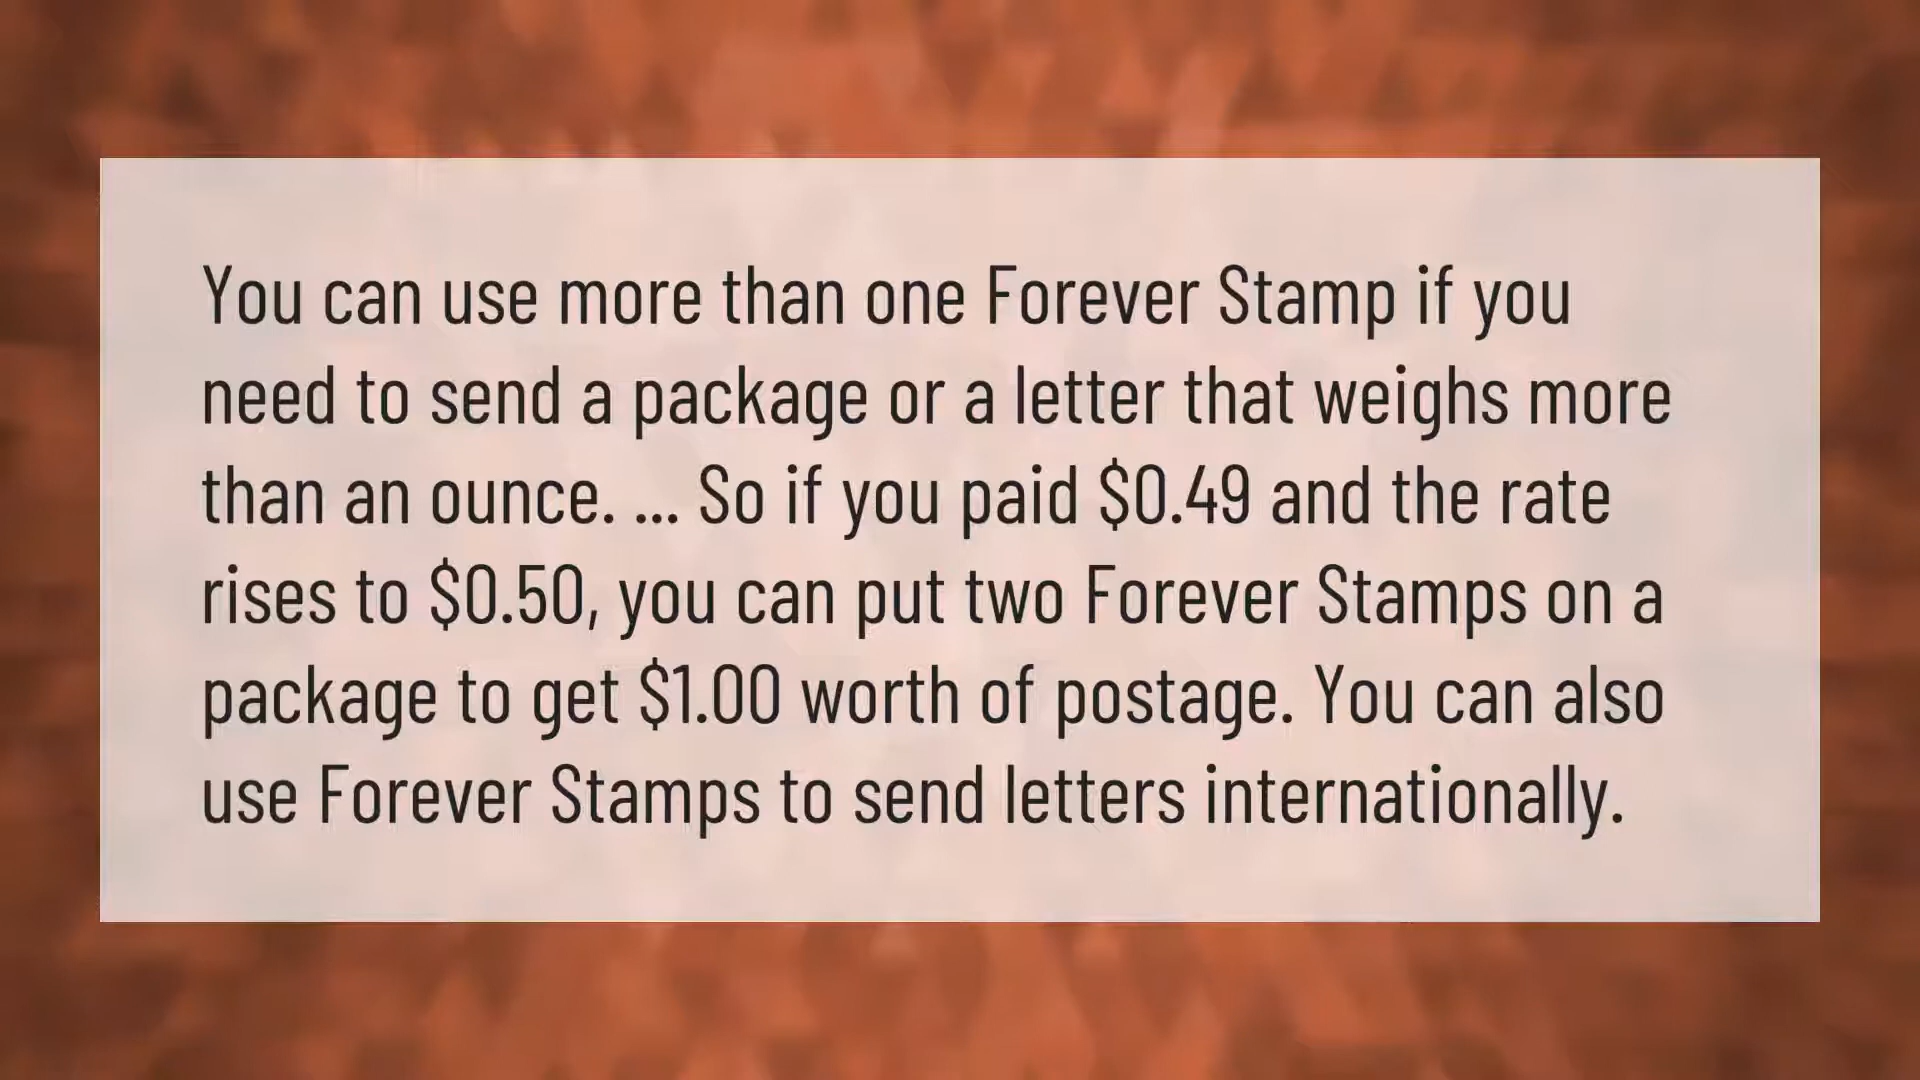 You can use more than one Forever Stamp if you
need to send a package or a letter that weighs more
than an ounce. ... So if you paid $0.49 and the rate
rises to $0.50, you can put two Forever Stamps on a
package to get $1.00 worth of postage. You can also
use Forever Stamps to send letters internationally.